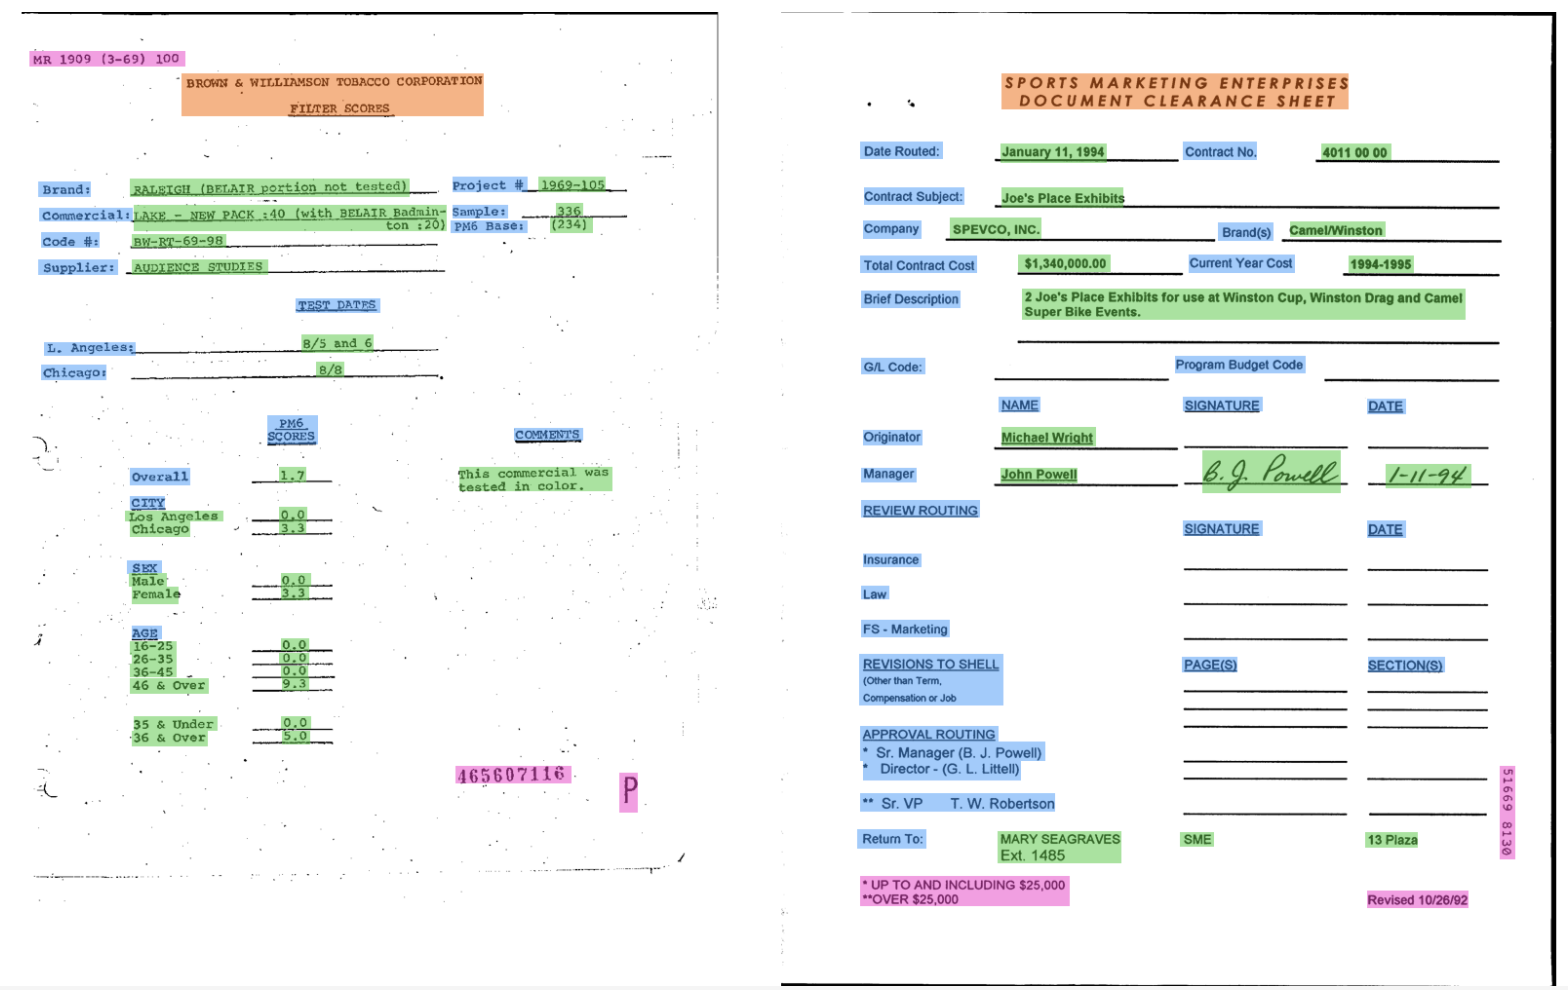 MR 1909 (3-69) 100
BROWN & WILLIAMSON TOBACCO CORPORATION
FILTER SCORES
Brand: RALEIGH (BELAIR portion not tested) Project # 1969-105
Commercial: LAKE - NEW PACK :40 (with BELAIR Badmin- Sample: 336
ton :20) PM6 Base: (234)
Code #: BW-RT-69-98
Supplier: AUDIENCE STUDIES
TEST DATES
L. Angeles: 8/5 and 6
Chicago: 8/8
PM6
SCORES COMMENTS
Overall 1.7 This commercial was
tested in color.
CITY
Los Angeles 0.0
Chicago 3.3
SEX
Male 0.0
Female 3.3
AGE
16-25 0.0
26-35 0.0
36-45 0.0
46 & Over 9.3
35 & Under 0.0
36 & Over 5.0
465607116
P
SPORTS MARKETING ENTERPRISES
DOCUMENT CLEARANCE SHEET
Date Routed: January 11, 1994 Contract No. 4011 00 00
Contract Subject: Joe's Place Exhibits
Company SPEVCO, INC. Brand(s) Camel/Winston
Total Contract Cost $1,340,000.00 Current Year Cost 1994-1995
Brief Description 2 Joe's Place Exhibits for use at Winston Cup, Winston Drag and Camel
Super Bike Events.
G/L Code: Program Budget Code
NAME SIGNATURE DATE
Originator Michael Wright
Manager John Powell B. J. Powell 1-11-94
REVIEW ROUTING
SIGNATURE DATE
Insurance
Law
FS - Marketing
REVISIONS TO SHELL PAGE(S) SECTION(S)
(Other than Term,
Compensation or Job
APPROVAL ROUTING
* Sr. Manager (B. J. Powell)
* Director - (G. L. Littell)
** Sr. VP T. W. Robertson
Return To: MARY SEAGRAVES SME 13 Plaza
Ext. 1485
* UP TO AND INCLUDING $25,000
**OVER $25,000 Revised 10/26/92
51669 8130